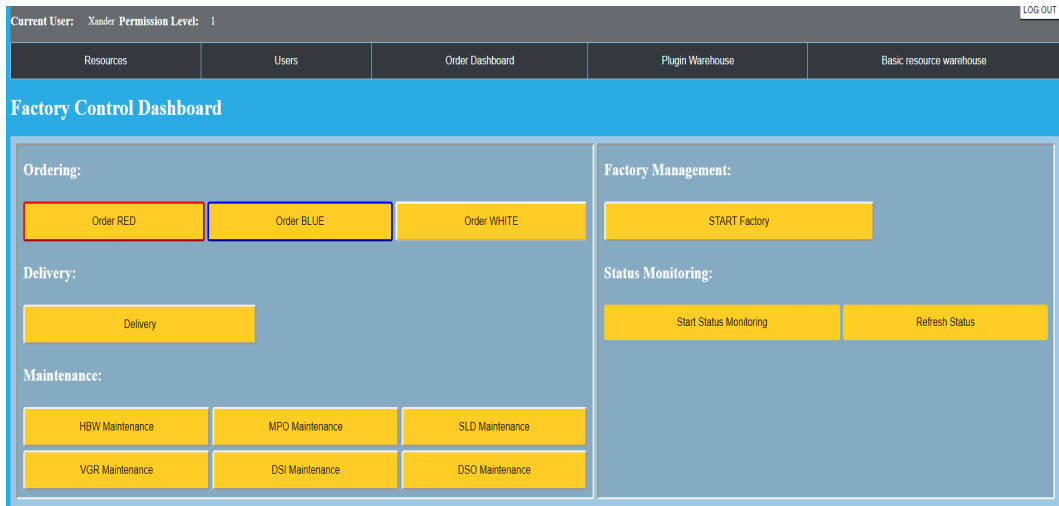 Current User: Xander Permission Level: 1
LOG OUT
Resources Users Order Dashboard Plugin Warehouse Basic resource warehouse
Factory Control Dashboard
Ordering:
Order RED Order BLUE Order WHITE
Delivery:
Delivery
Maintenance:
HBW Maintenance MPO Maintenance SLD Maintenance
VGR Maintenance DSI Maintenance DSO Maintenance
Factory Management:
START Factory
Status Monitoring:
Start Status Monitoring Refresh Status